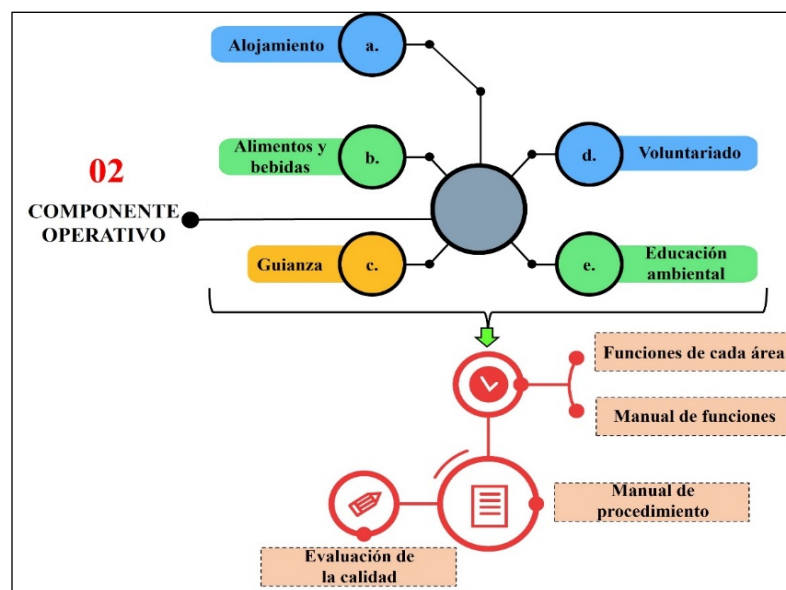 Alojamiento
a.
Alimentos y
bebidas
b.
d.
Voluntariado
02
COMPONENTE
OPERATIVO
Guianza
c.
e.
Educación
ambiental
Funciones de cada área
Manual de funciones
Manual de
procedimiento
Evaluación de
la calidad